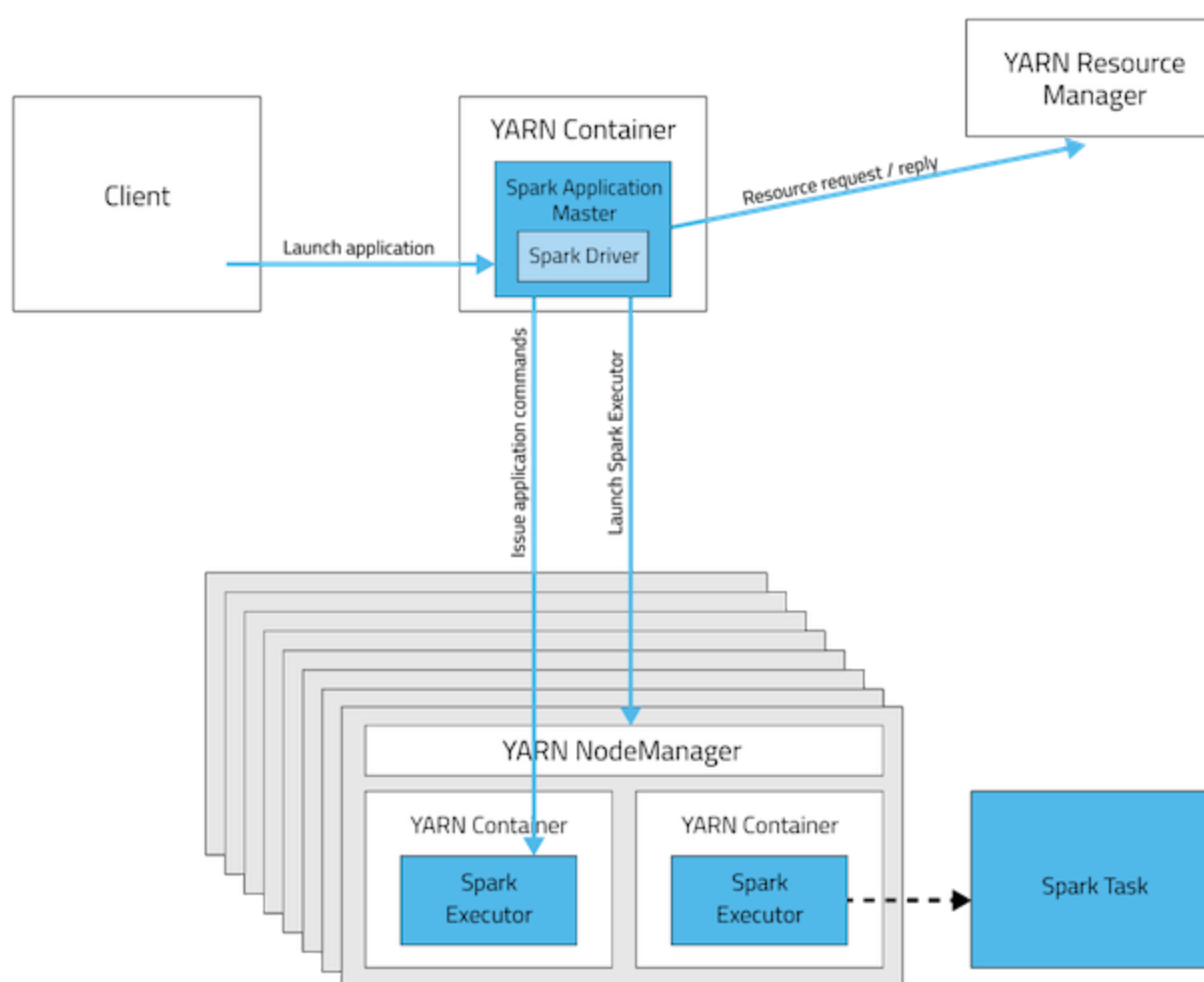 YARN Resource
Manager
Client
YARN Container
Spark Application
Master
Spark Driver
Launch application
Resource request / reply
Issue application commands
Launch Spark Executor
YARN NodeManager
YARN Container
Spark
Executor
YARN Container
Spark
Executor
Spark Task